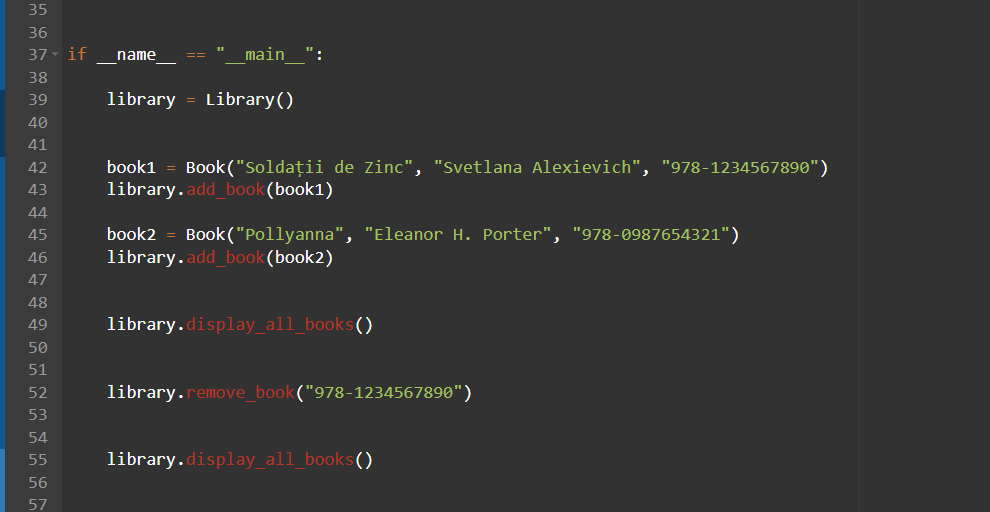 35
36
37 if __name__ == "__main__":
38
39 library = Library()
40
41
42 book1 = Book("Soldații de Zinc", "Svetlana Alexievich", "978-1234567890")
43 library.add_book(book1)
44
45 book2 = Book("Pollyanna", "Eleanor H. Porter", "978-0987654321")
46 library.add_book(book2)
47
48
49 library.display_all_books()
50
51
52 library.remove_book("978-1234567890")
53
54
55 library.display_all_books()
56
57